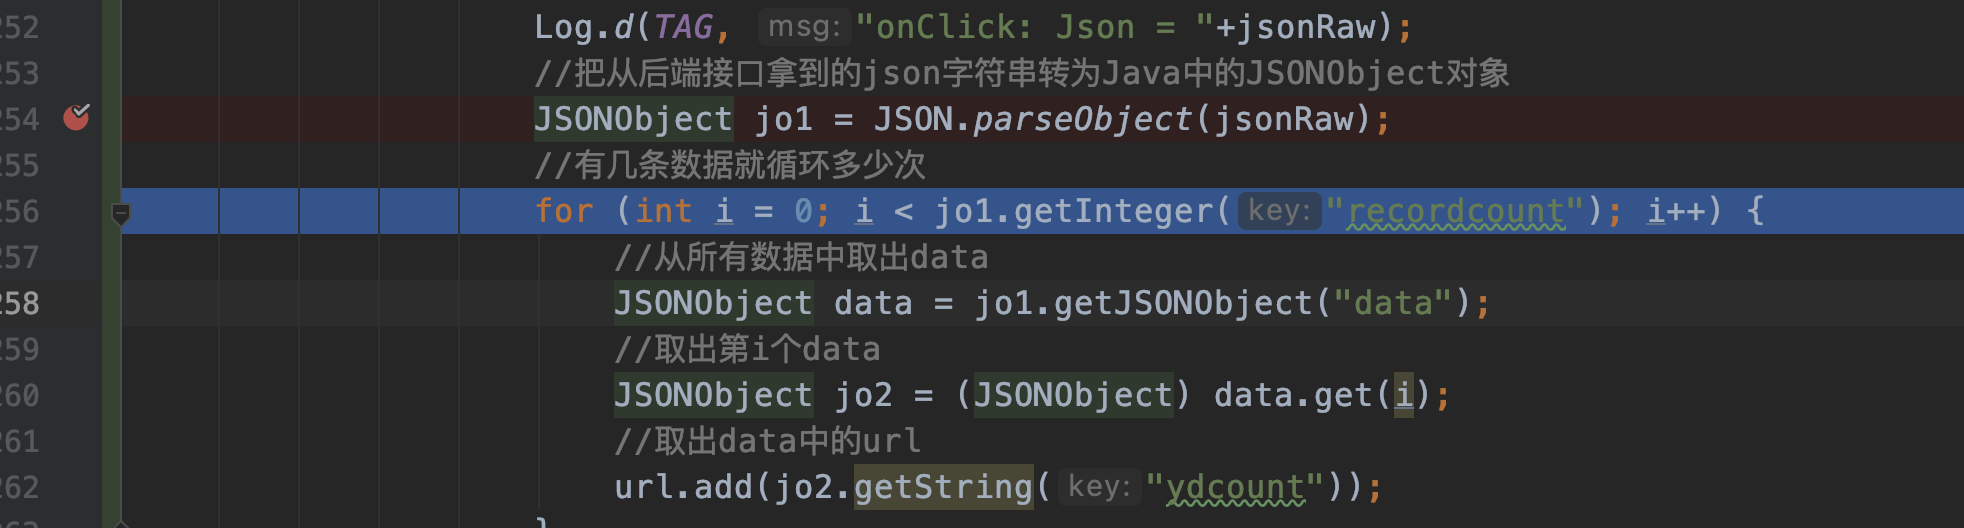 252 Log.d(TAG, msg: "onClick: Json = "+jsonRaw);
253 //把从后端接口拿到的json字符串转为Java中的JSONObject对象
254 JSONObject jo1 = JSON.parseObject(jsonRaw);
255 //有几条数据就循环多少次
256 for (int i = 0; i < jo1.getInteger( key: "recordcount"); i++) {
257 //从所有数据中取出data
258 JSONObject data = jo1.getJSONObject("data");
259 //取出第i个data
260 JSONObject jo2 = (JSONObject) data.get(i);
261 //取出data中的url
262 url.add(jo2.getString( key: "ydcount"));
263 }